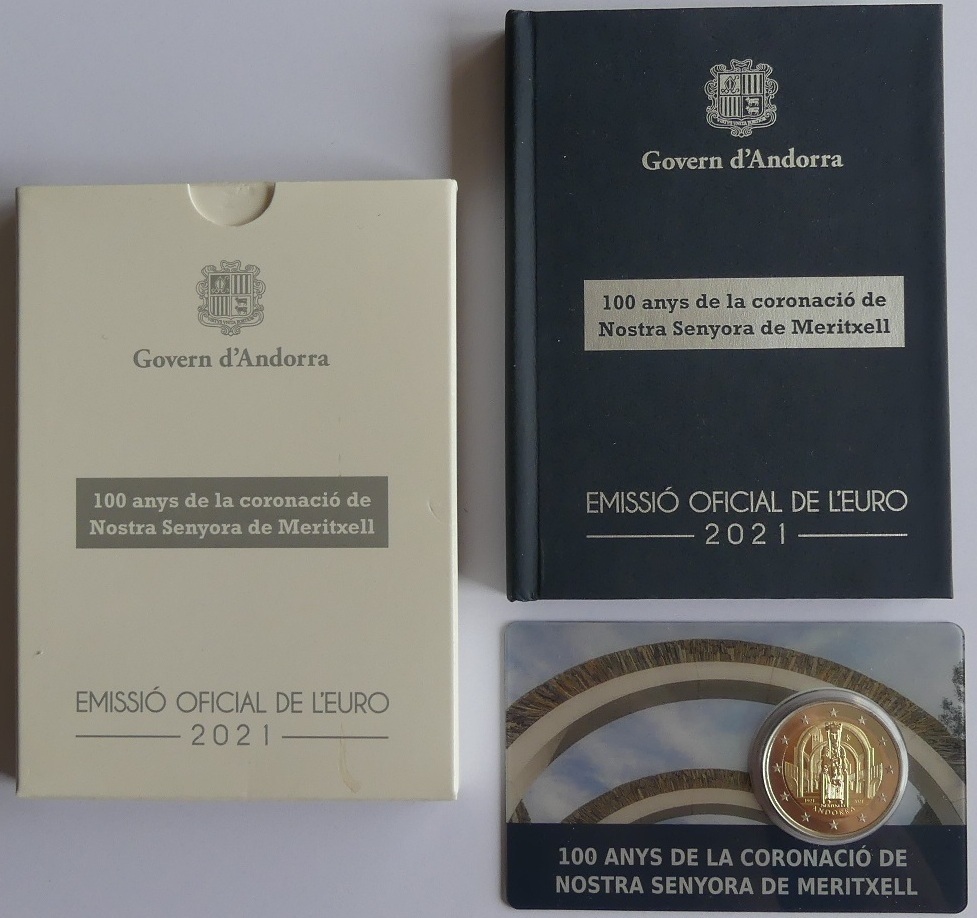 Govern d'Andorra
100 anys de la coronació de
Nostra Senyora de Meritxell
EMISSIÓ OFICIAL DE L'EURO
2021
Govern d'Andorra
100 anys de la coronació de
Nostra Senyora de Meritxell
EMISSIÓ OFICIAL DE L'EURO
2021
ANDORRA
100 ANYS DE LA CORONACIÓ DE
NOSTRA SENYORA DE MERITXELL